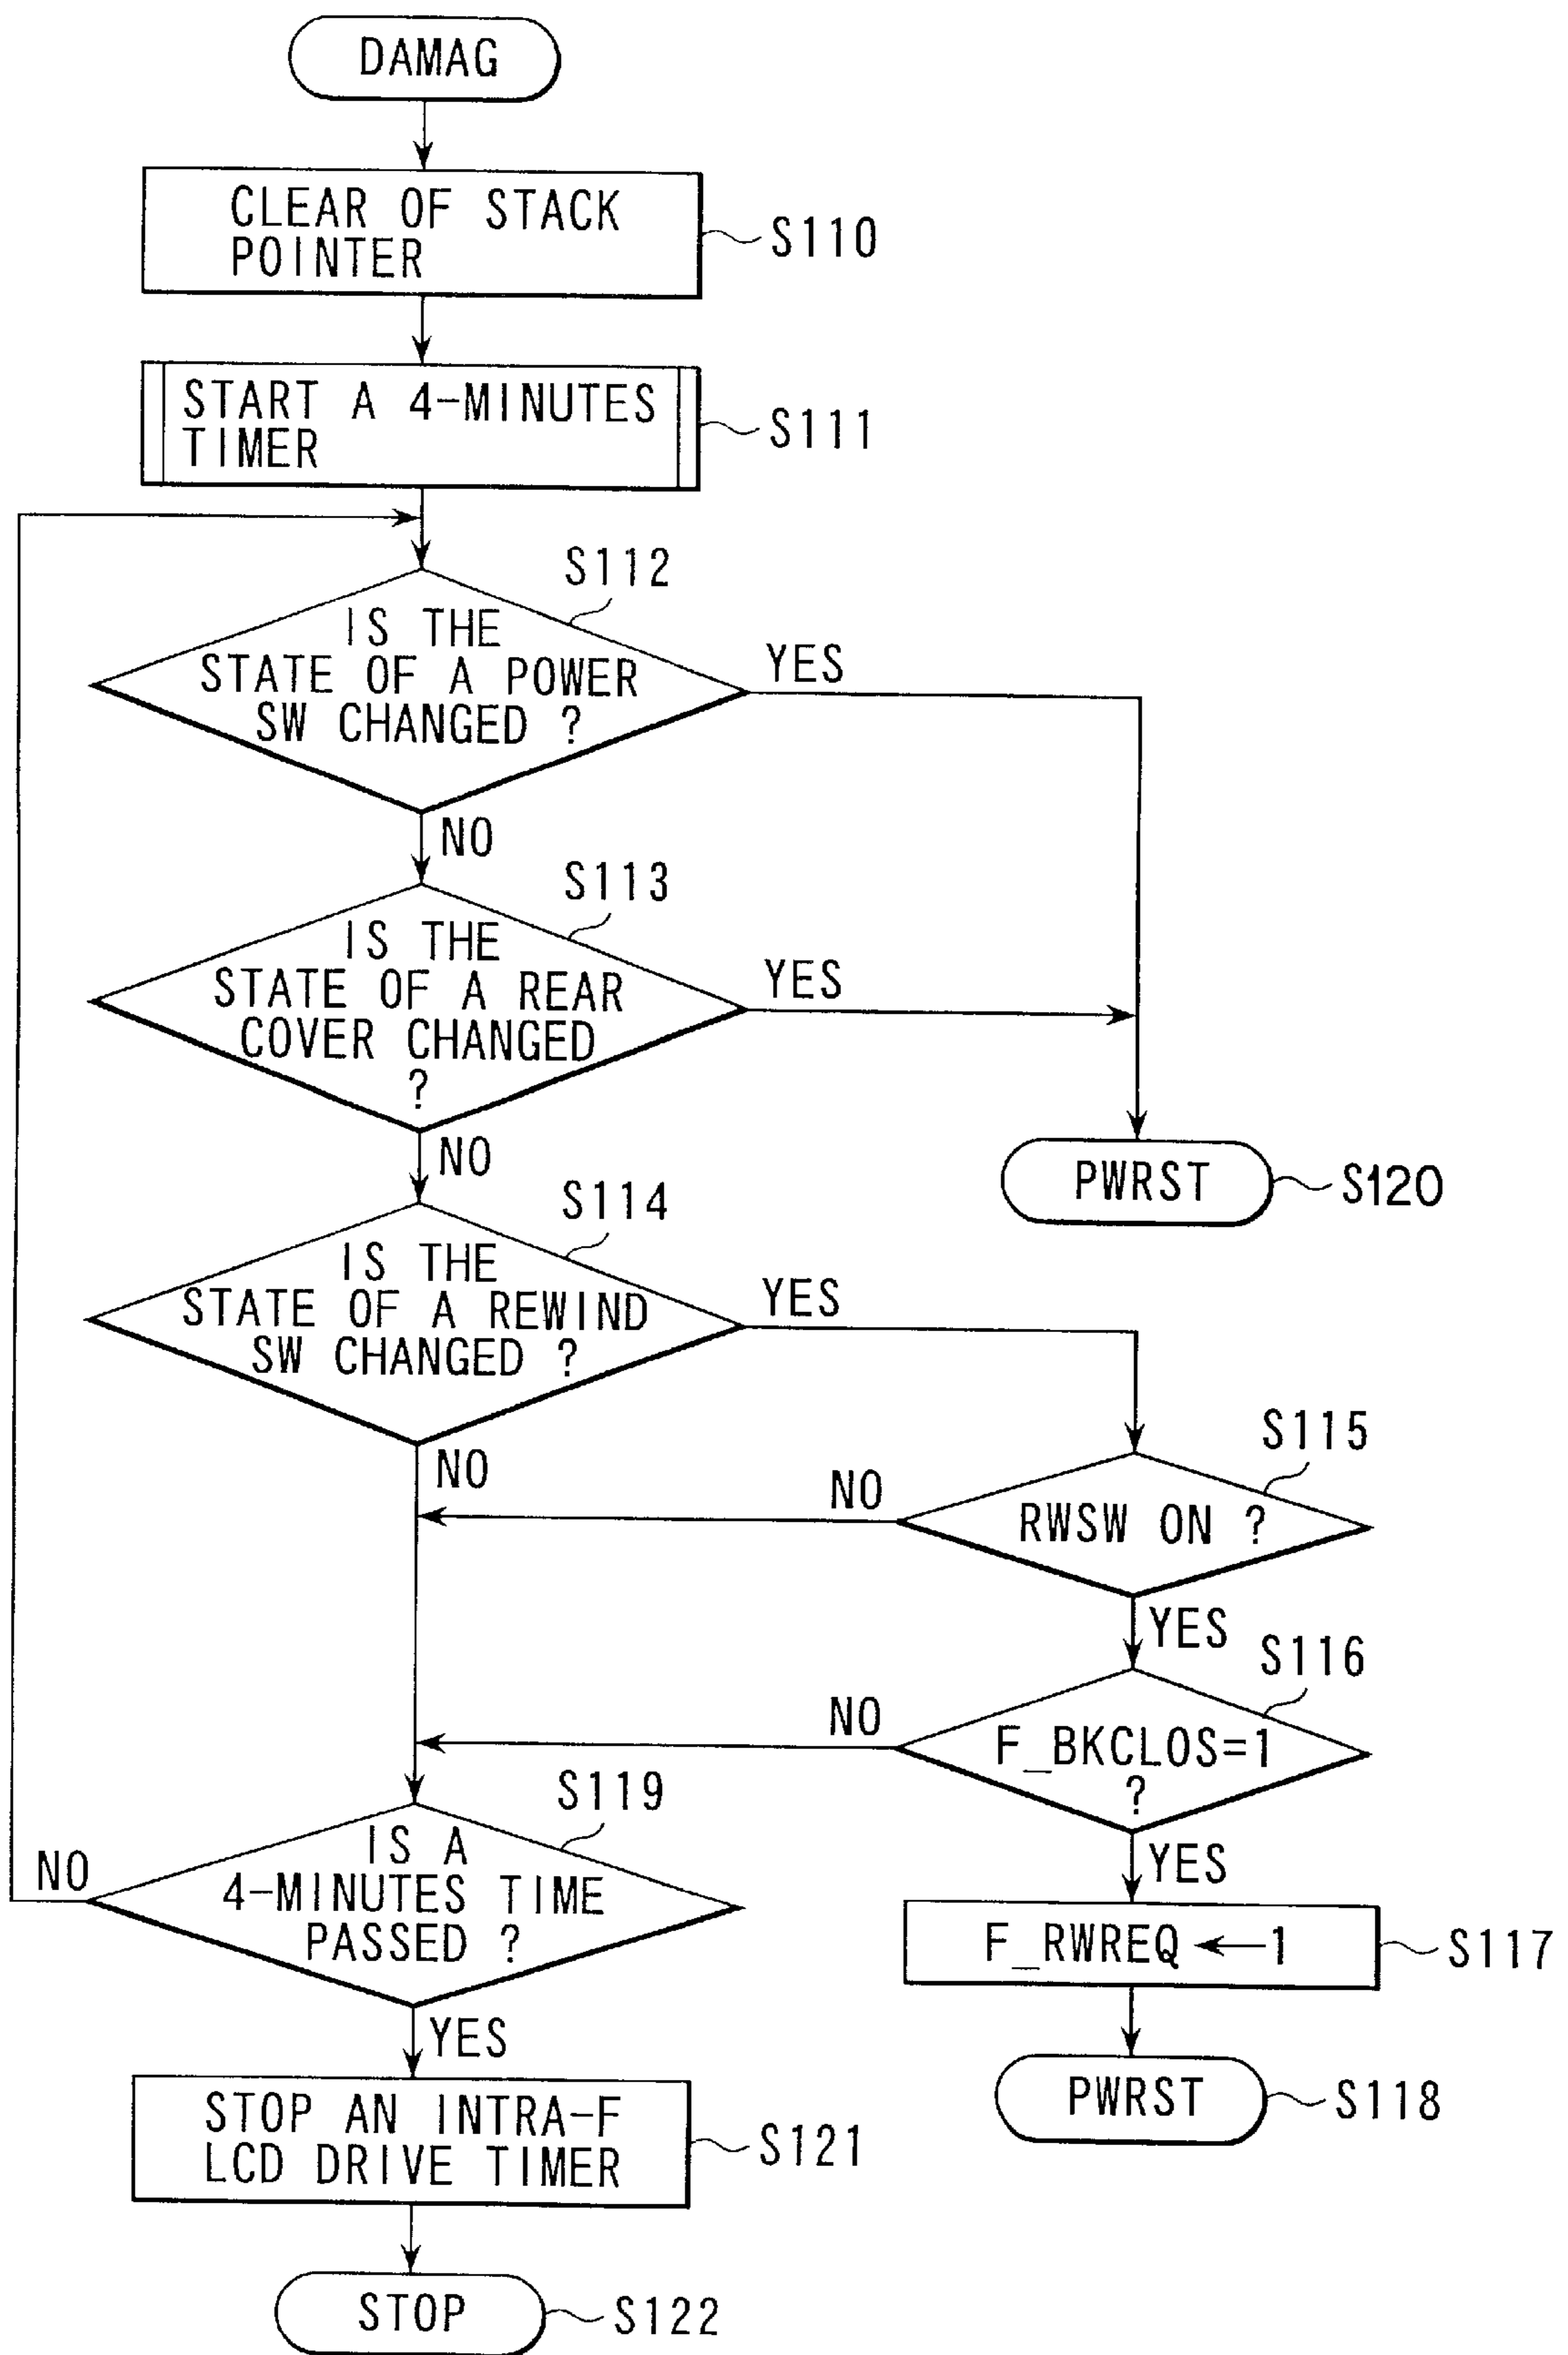 DAMAG
CLEAR OF STACK
POINTER
S110
START A 4-MINUTES
TIMER
S111
S112
IS THE
STATE OF A POWER
SW CHANGED ?
YES
NO
S113
IS THE
STATE OF A REAR
COVER CHANGED
?
YES
NO
PWRST
S120
S114
IS THE
STATE OF A REWIND
SW CHANGED ?
YES
NO
S115
RWSW ON ?
NO
YES
S116
F_BKCLOS=1
?
NO
YES
S119
IS A
4-MINUTES TIME
PASSED ?
NO
YES
F_RWREQ ←1
S117
PWRST
S118
STOP AN INTRA-F
LCD DRIVE TIMER
S121
STOP
S122